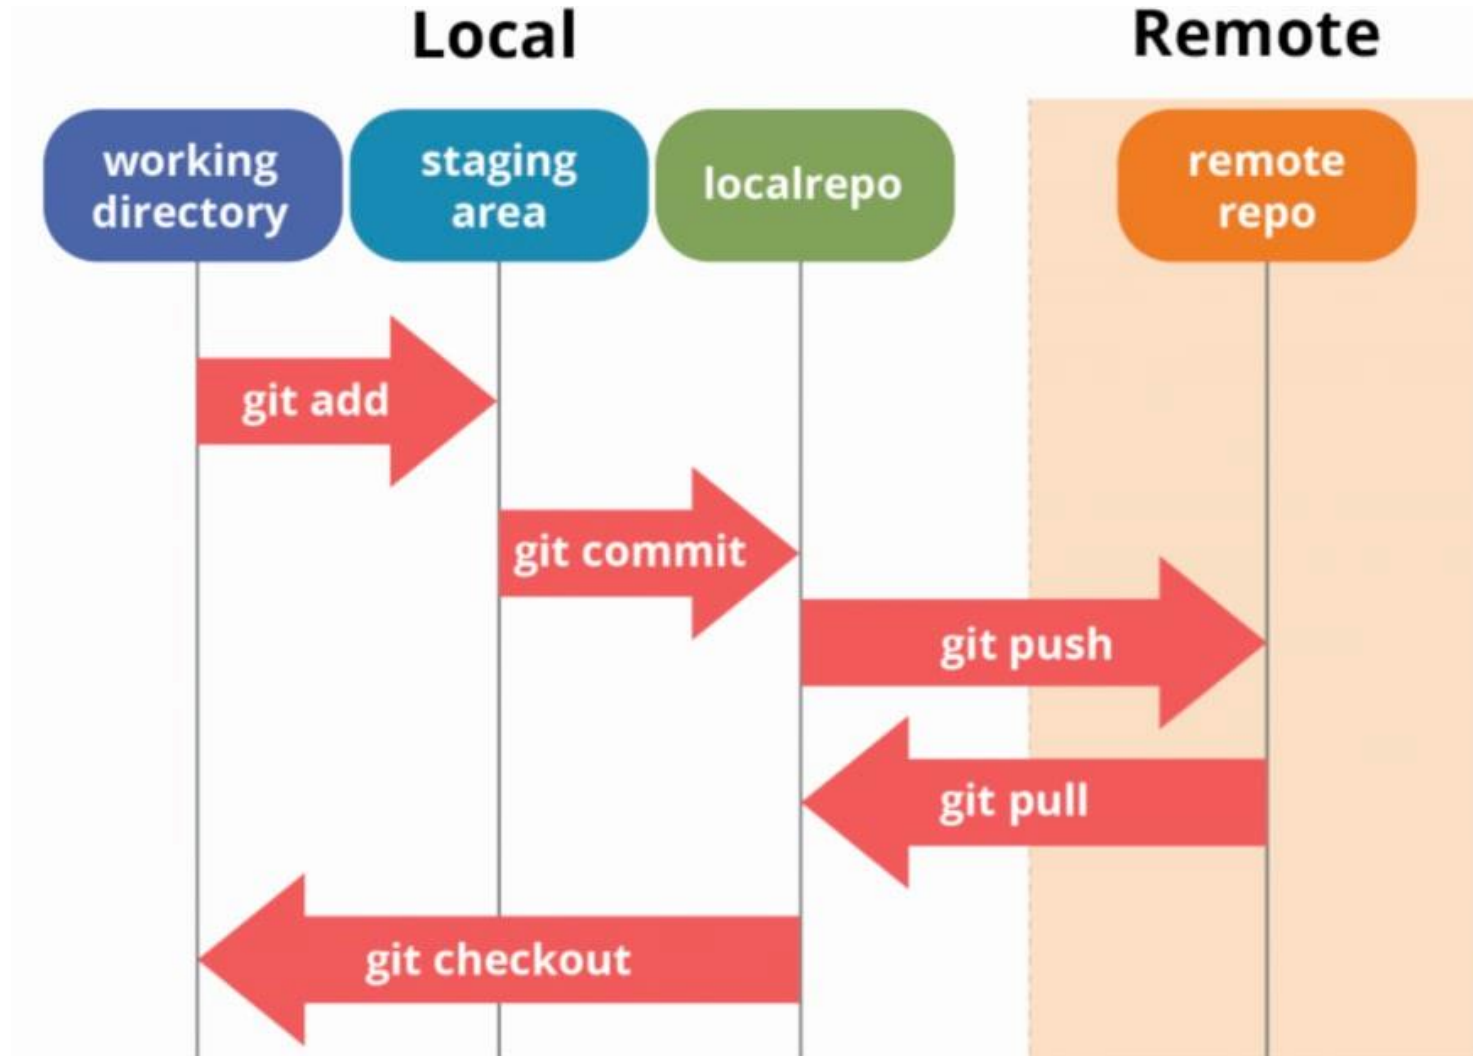 Local
Remote
working
directory
staging
area
localrepo
remote
repo
git add
git commit
git push
git pull
git checkout